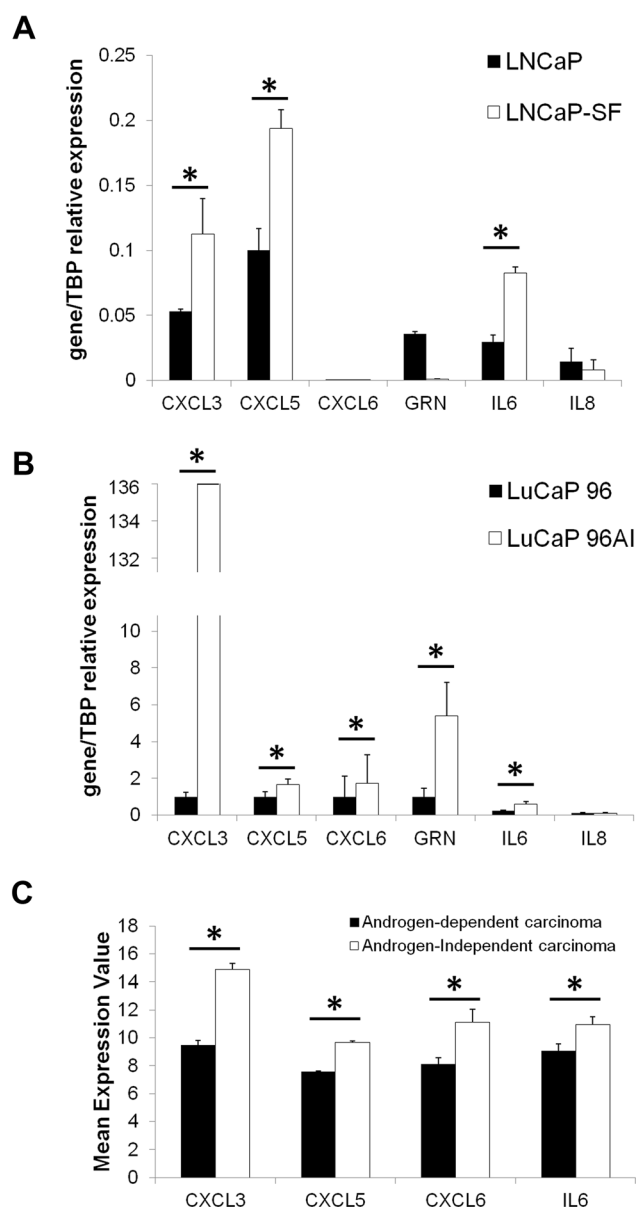 A
gene/TBP relative expression
0.25
0.2
0.15
0.1
0.05
0
LNCaP
LNCaP-SF
*
*
*
CXCL3 CXCL5 CXCL6 GRN IL6 IL8
B
gene/TBP relative expression
136
134
132
10
8
6
4
2
0
LuCaP 96
LuCaP 96AI
*
*
*
*
*
CXCL3 CXCL5 CXCL6 GRN IL6 IL8
C
Mean Expression Value
18
16
14
12
10
8
6
4
2
0
Androgen-dependent carcinoma
Androgen-Independent carcinoma
*
*
*
*
CXCL3 CXCL5 CXCL6 IL6